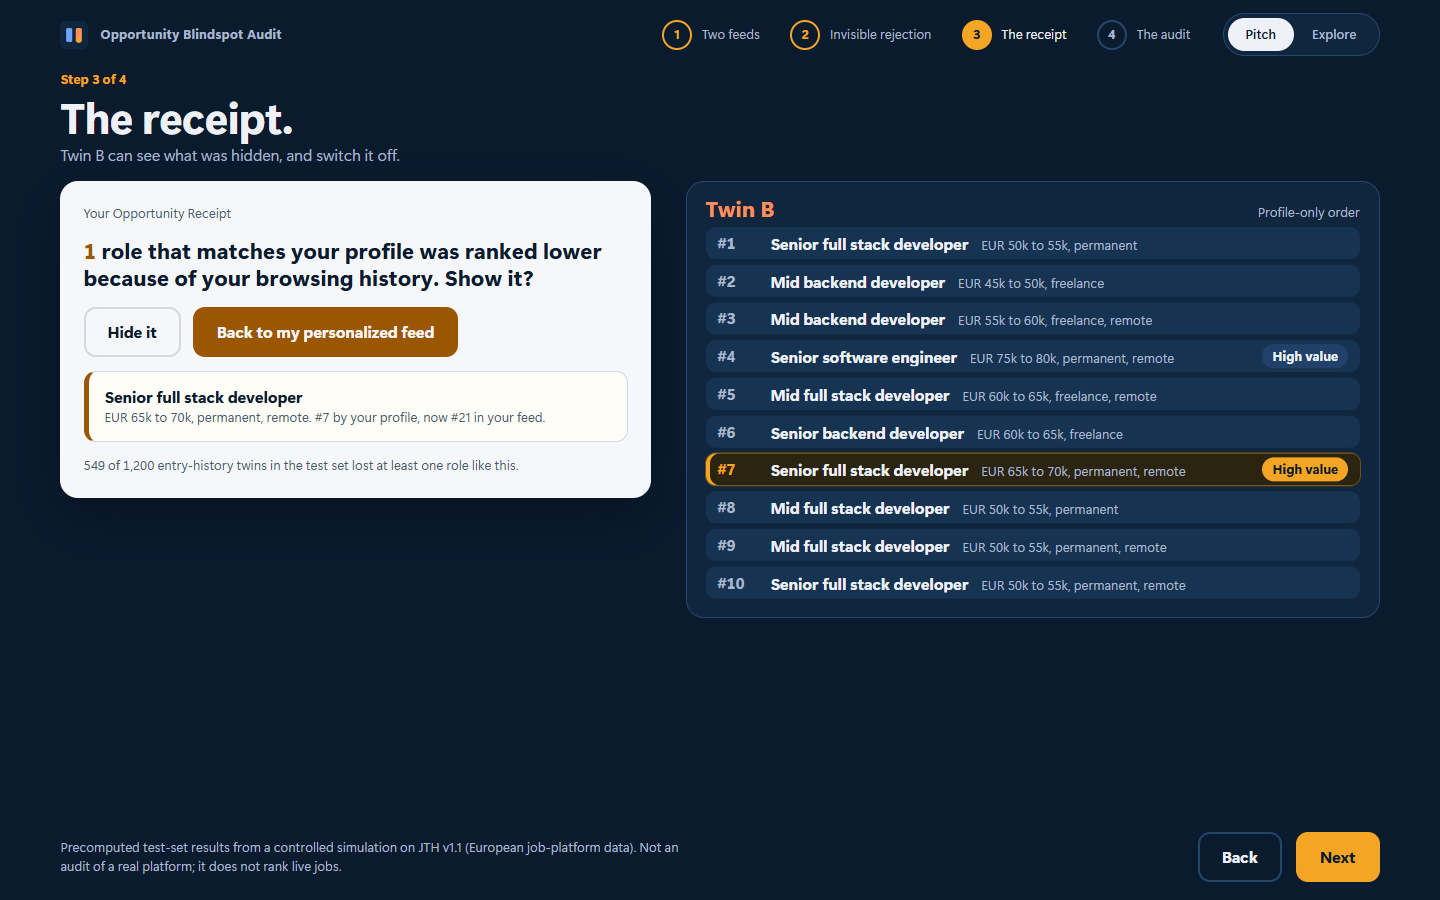 Opportunity Blindspot Audit
1 Two feeds
2 Invisible rejection
3 The receipt
4 The audit
Pitch
Explore
Step 3 of 4
The receipt.
Twin B can see what was hidden, and switch it off.
Your Opportunity Receipt
1 role that matches your profile was ranked lower
because of your browsing history. Show it?
Hide it
Back to my personalized feed
Senior full stack developer
EUR 65k to 70k, permanent, remote. #7 by your profile, now #21 in your feed.
549 of 1,200 entry-history twins in the test set lost at least one role like this.
Twin B
Profile-only order
#1 Senior full stack developer EUR 50k to 55k, permanent
#2 Mid backend developer EUR 45k to 50k, freelance
#3 Mid backend developer EUR 55k to 60k, freelance, remote
#4 Senior software engineer EUR 75k to 80k, permanent, remote High value
#5 Mid full stack developer EUR 60k to 65k, freelance, remote
#6 Senior backend developer EUR 60k to 65k, freelance
#7 Senior full stack developer EUR 65k to 70k, permanent, remote High value
#8 Mid full stack developer EUR 50k to 55k, permanent
#9 Mid full stack developer EUR 50k to 55k, permanent, remote
#10 Senior full stack developer EUR 50k to 55k, permanent, remote
Precomputed test-set results from a controlled simulation on JTH v1.1 (European job-platform data). Not an
audit of a real platform; it does not rank live jobs.
Back
Next